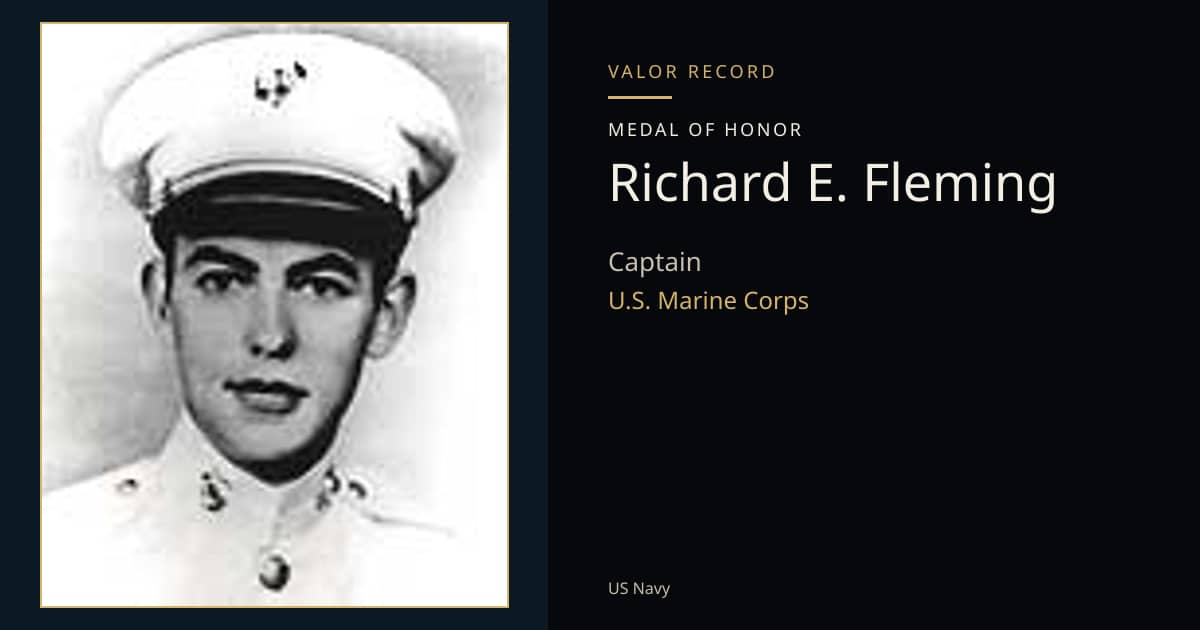 VALOR RECORD
MEDAL OF HONOR
Richard E. Fleming
Captain
U.S. Marine Corps
US Navy